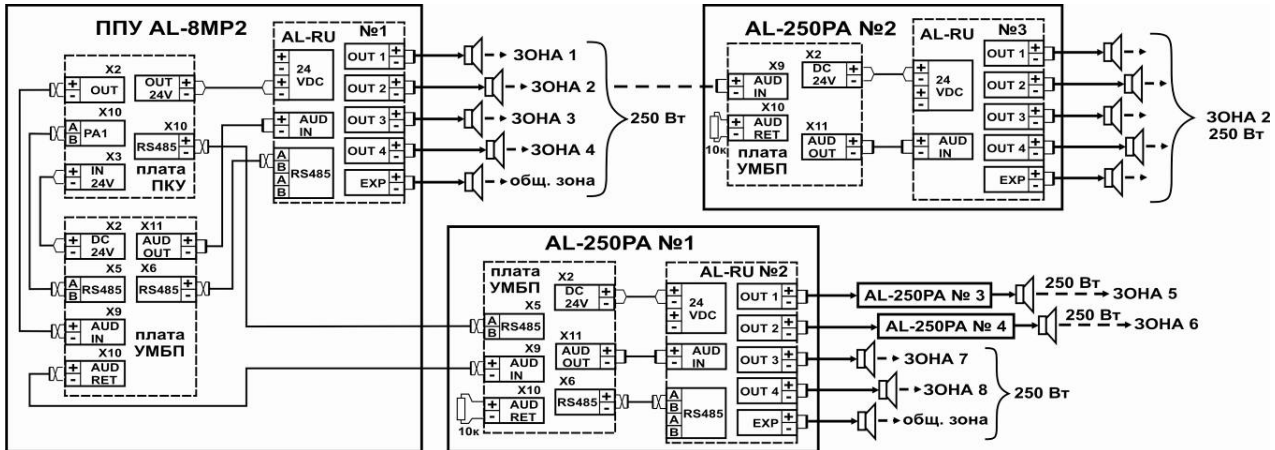 ППУ AL-8MP2
AL-RU №1
X2
+ - OUT
OUT 24V + -
X10
A B PA1
X10
RS485 + -
X3
+ - IN 24V
плата ПКУ
X2
+ - DC 24V
X11
AUD OUT + -
X5
A B RS485
X6
RS485 + -
X9
+ - AUD IN
плата УМБП
X10
+ - AUD RET
+ - + - 24 VDC
+ - AUD IN
A B A B RS485
OUT 1 + -
OUT 2 + -
OUT 3 + -
OUT 4 + -
EXP + -
ЗОНА 1
ЗОНА 2
ЗОНА 3
ЗОНА 4
общ. зона
250 Вт
AL-250PA №2
AL-RU №3
X9
+ - AUD IN
X2
DC 24V + -
X10
+ - AUD RET
10к
X11
AUD OUT + -
плата УМБП
+ - + - 24 VDC
+ - AUD IN
OUT 1 + -
OUT 2 + -
OUT 3 + -
OUT 4 + -
EXP + -
ЗОНА 2
250 Вт
AL-250PA №1
плата УМБП
AL-RU №2
X2
DC 24V + -
X5
A B RS485
X11
AUD OUT + -
X9
+ - AUD IN
X6
RS485 + -
X10
+ - AUD RET
10к
+ - + - 24 VDC
+ - AUD IN
A B A B RS485
OUT 1 + -
OUT 2 + -
OUT 3 + -
OUT 4 + -
EXP + -
AL-250PA № 3
250 Вт
ЗОНА 5
AL-250PA № 4
250 Вт
ЗОНА 6
ЗОНА 7
ЗОНА 8
общ. зона
250 Вт